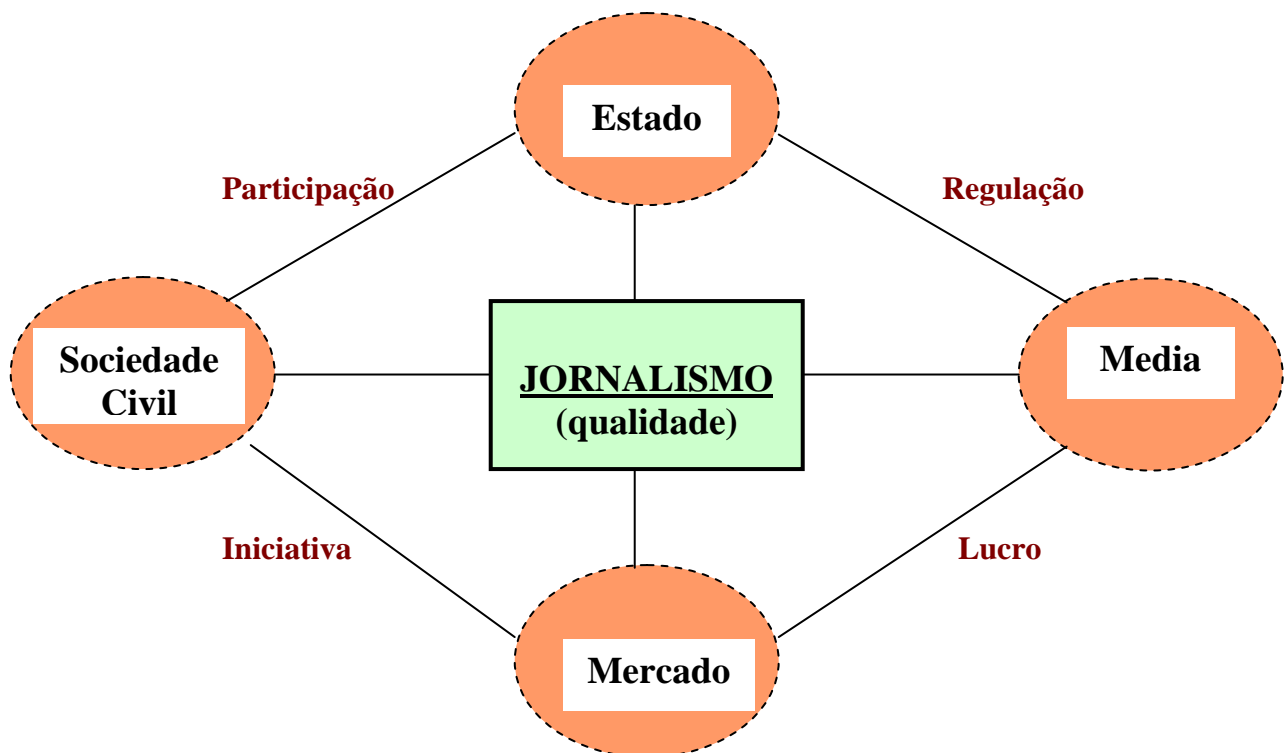 Estado
Participação
Regulação
Sociedade
Civil
JORNALISMO
(qualidade)
Media
Iniciativa
Lucro
Mercado